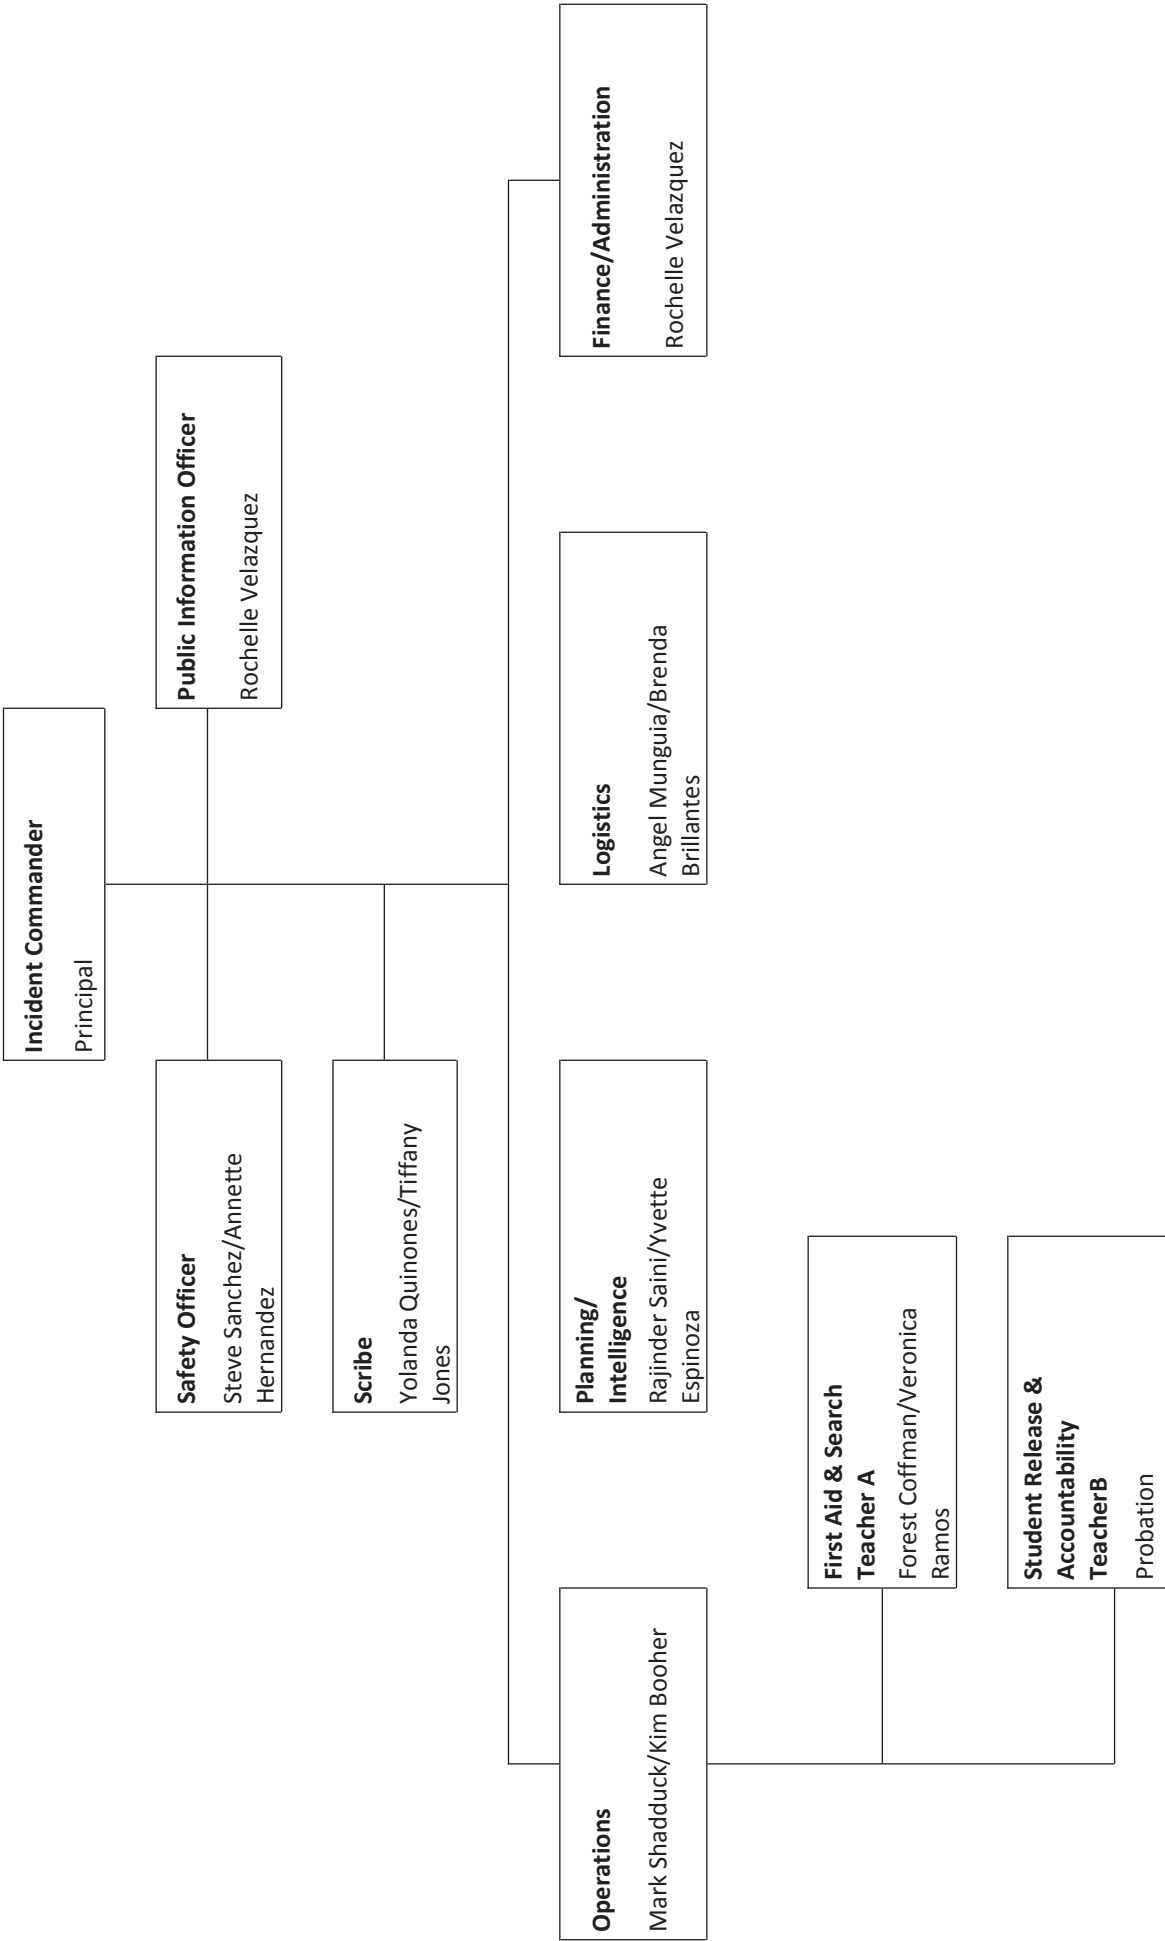 Incident Commander
Principal
Safety Officer
Steve Sanchez/Annette
Hernandez
Public Information Officer
Rochelle Velazquez
Scribe
Yolanda Quinones/Tiffany
Jones
Operations
Mark Shadduck/Kim Booher
Planning/
Intelligence
Rajinder Saini/Yvette
Espinoza
Logistics
Angel Munguia/Brenda
Brillantes
Finance/Administration
Rochelle Velazquez
First Aid & Search
Teacher A
Forest Coffman/Veronica
Ramos
Student Release &
Accountability
TeacherB
Probation